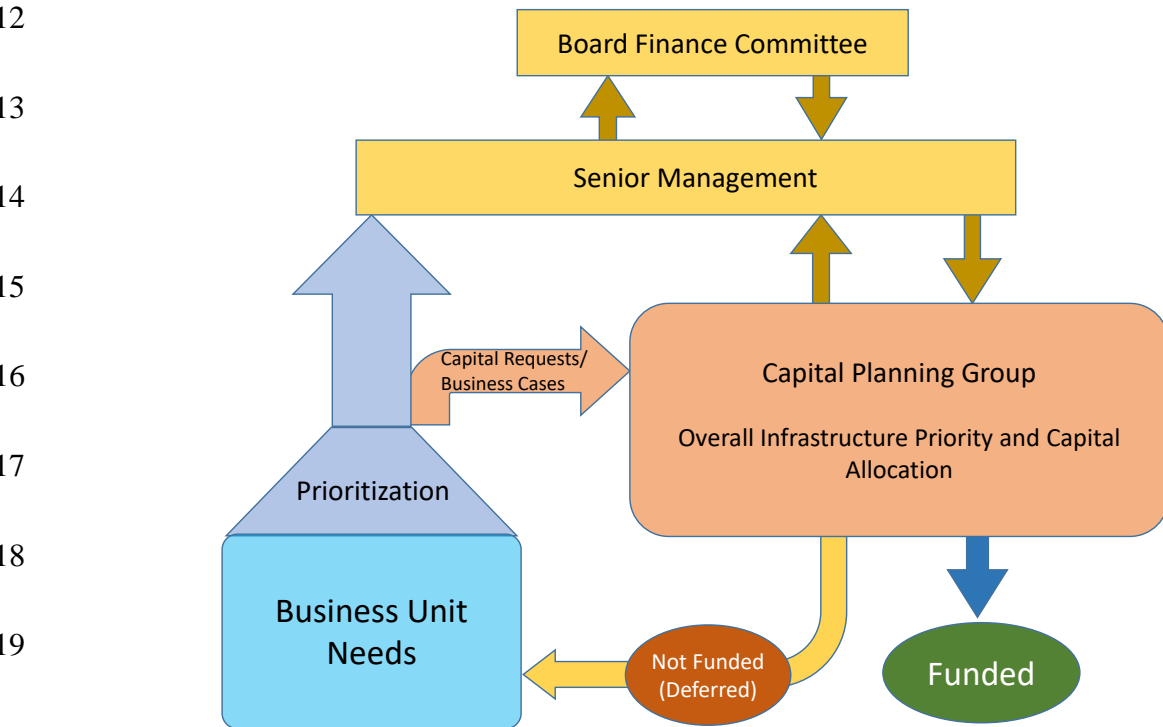 12
Board Finance Committee
13
Senior Management
14
15
Capital Requests/
Business Cases
16
Capital Planning Group
Overall Infrastructure Priority and Capital
Allocation
17
Prioritization
18
Business Unit
Needs
19
Not Funded
(Deferred)
Funded